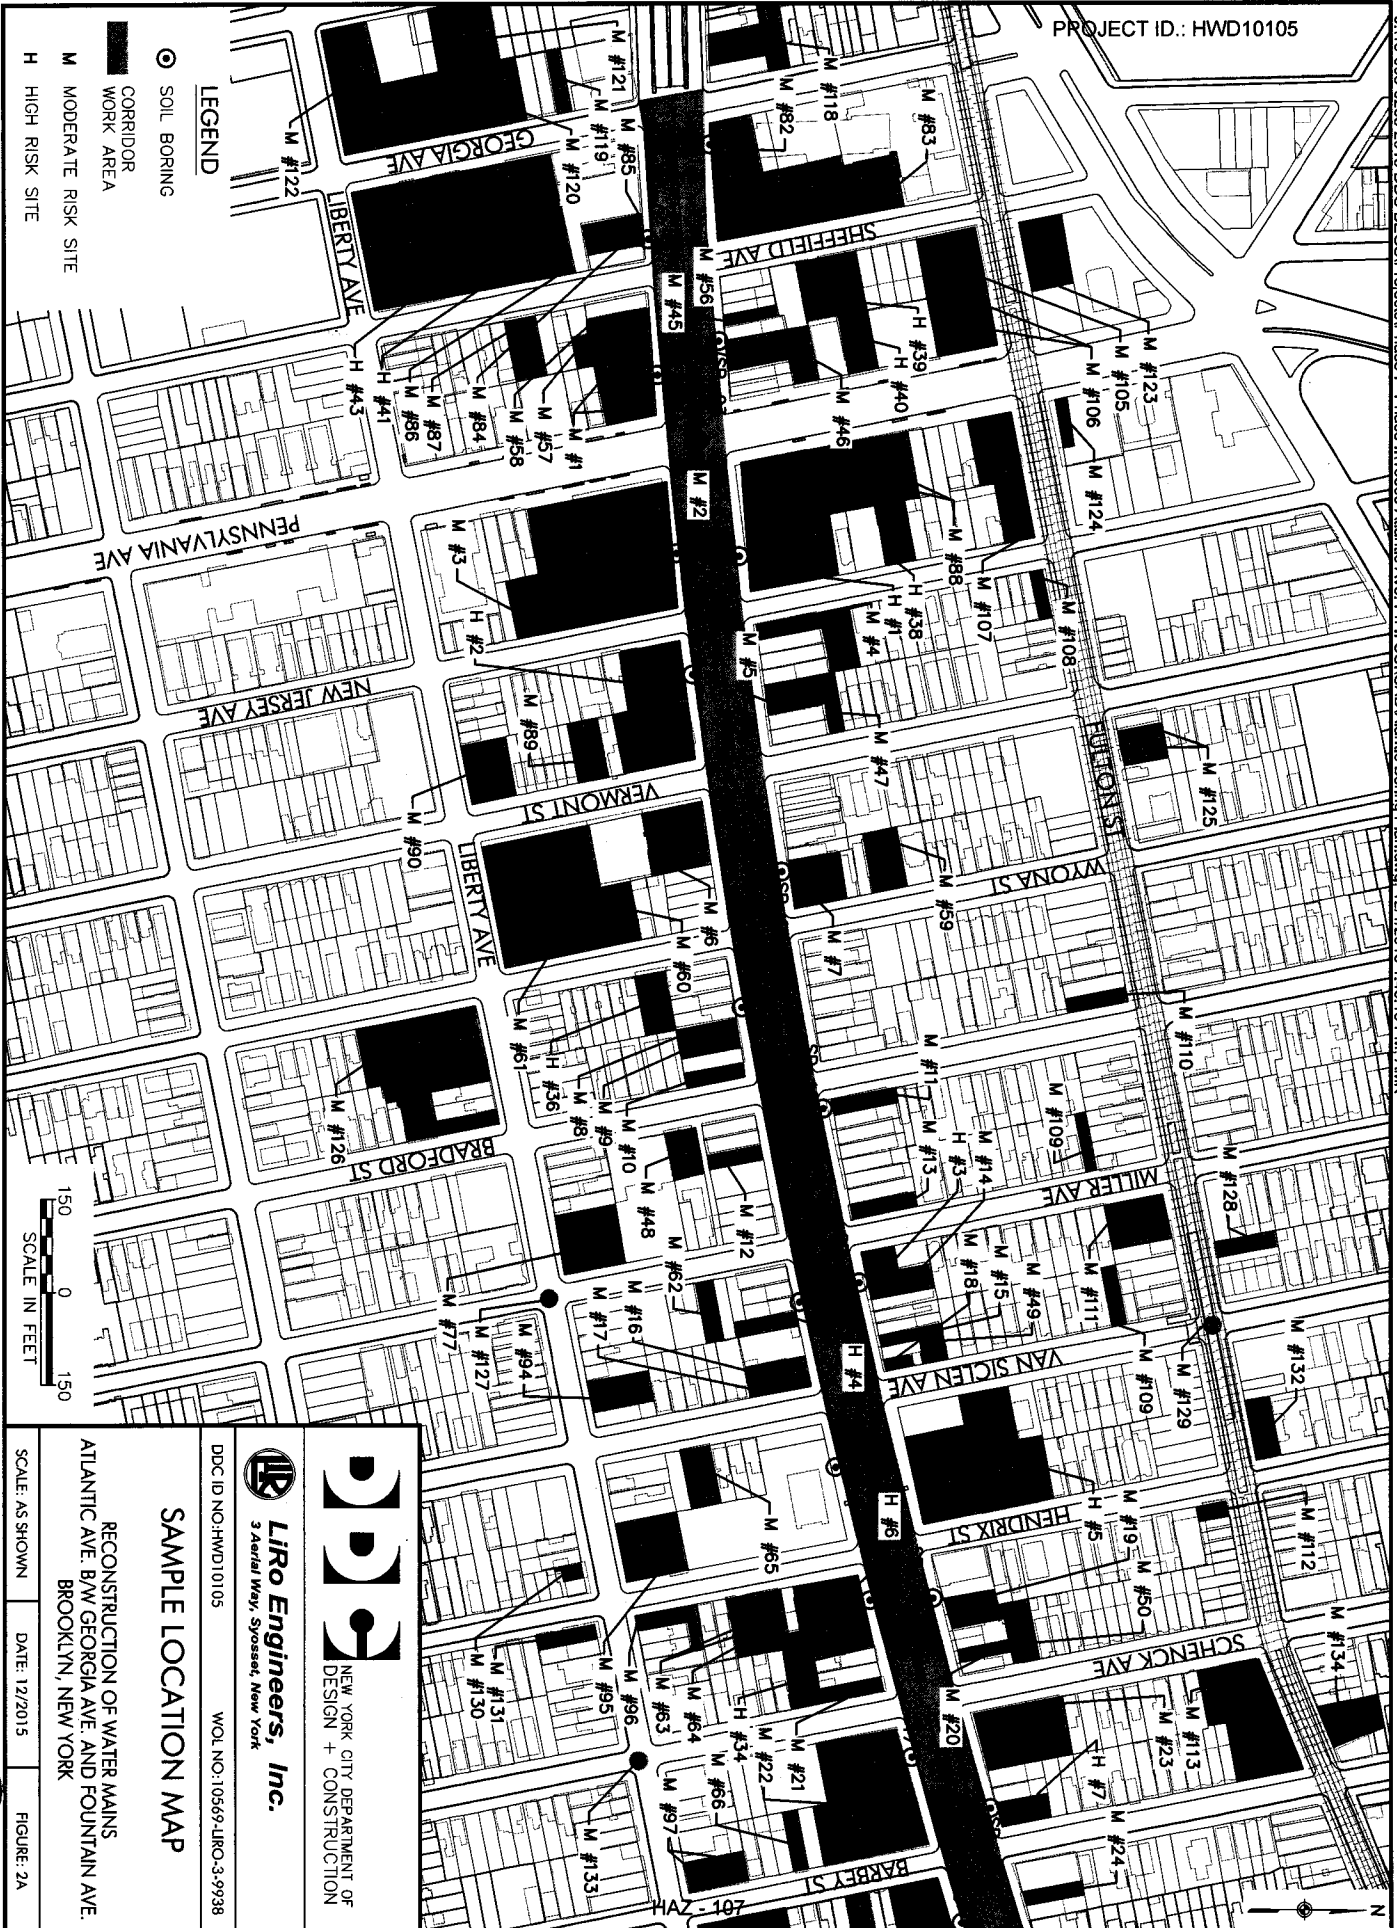 PROJECT ID.: HWD10105
N
M #118
M #82
M #83
M #121
M #119
M #120
M #85
M #122
GEORGIA AVE
LIBERTY AVE
SHEFFIELD AVE
M #56
M #45
H #39
H #40
M #46
M #123
M #105
M #106
M #124
H #43
H #41
M #86
M #87
M #84
M #58
M #57
M #1
M #2
PENNSYLVANIA AVE
M #3
H #2
M #88
M #107
H #38
H #1
M #4
M #108
M #5
M #47
NEW JERSEY AVE
M #89
M #90
VERMONT ST
FULTON ST
M #125
LIBERTY AVE
M #59
M #7
WYONA ST
M #6
M #60
M #61
M #110
H #36
M #8
M #9
M #10
M #126
BRADFORD ST
M #11
M #13
H #3
M #14
M #109
MILLER AVE
M #128
M #48
M #12
M #62
M #77
M #127
M #94
M #17
M #16
M #18
M #15
M #49
M #111
M #109
M #129
M #132
H #4
VAN SICLEN AVE
M #65
H #6
HENDRIX ST
H #5
M #19
M #50
M #112
M #134
SCHENCK AVE
M #130
M #131
M #95
M #96
M #63
M #64
H #34
M #22
M #21
M #66
M #97
M #133
M #20
M #23
M #113
H #7
M #24
BARBEY ST
LEGEND
SOIL BORING
CORRIDOR
WORK AREA
M MODERATE RISK SITE
H HIGH RISK SITE
150 0 150
SCALE IN FEET
DDC
NEW YORK CITY DEPARTMENT OF
DESIGN + CONSTRUCTION
LiRo Engineers, Inc.
3 Aerial Way, Syosset, New York
DDC ID NO:HWD10105 WOL NO:10569-LIRO-3-9938
SAMPLE LOCATION MAP
RECONSTRUCTION OF WATER MAINS
ATLANTIC AVE. B/W GEORGIA AVE. AND FOUNTAIN AVE.
BROOKLYN, NEW YORK
SCALE: AS SHOWN DATE: 12/2015 FIGURE: 2A
HAZ - 107